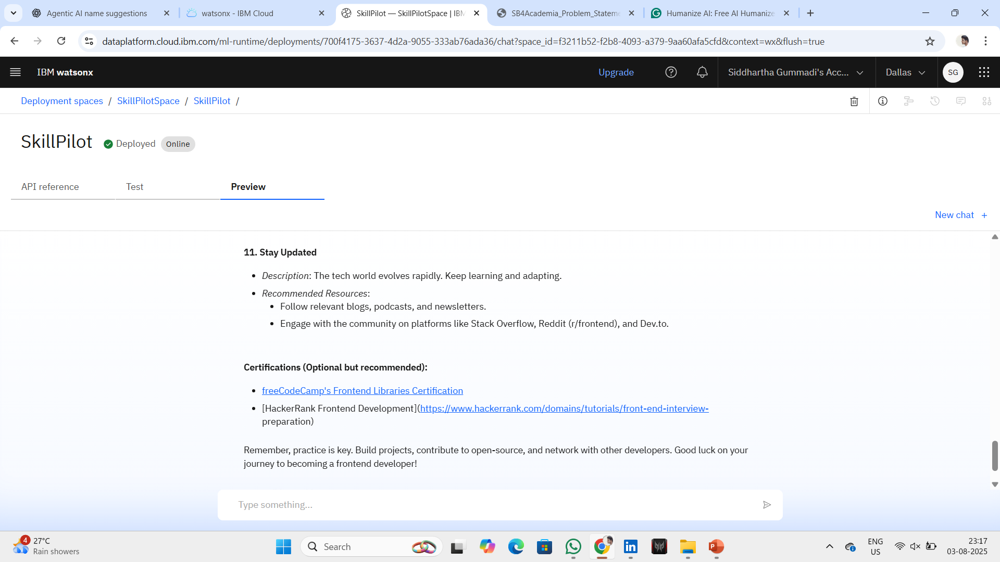 Agentic AI name suggestions
watsonx - IBM Cloud
SkillPilot — SkillPilotSpace | IBM
SB4Academia_Problem_Stateme
Humanize AI: Free AI Humanize
dataplatform.cloud.ibm.com/ml-runtime/deployments/700f4175-3637-4d2a-9055-333ab76ada36/chat?space_id=f3211b52-f2b8-4093-a379-9aa60afa5cfd&context=wx&flush=true
IBM watsonx
Upgrade
Siddhartha Gummadi's Acc...
Dallas
SG
Deployment spaces / SkillPilotSpace / SkillPilot /
SkillPilot
Deployed
Online
API reference
Test
Preview
New chat +
11. Stay Updated
• Description: The tech world evolves rapidly. Keep learning and adapting.
• Recommended Resources:
• Follow relevant blogs, podcasts, and newsletters.
• Engage with the community on platforms like Stack Overflow, Reddit (r/frontend), and Dev.to.
Certifications (Optional but recommended):
• freeCodeCamp's Frontend Libraries Certification
• [HackerRank Frontend Development](https://www.hackerrank.com/domains/tutorials/front-end-interview-
preparation)
Remember, practice is key. Build projects, contribute to open-source, and network with other developers. Good luck on your
journey to becoming a frontend developer!
Type something...
4
27°C
Rain showers
Search
ENG
US
23:17
03-08-2025